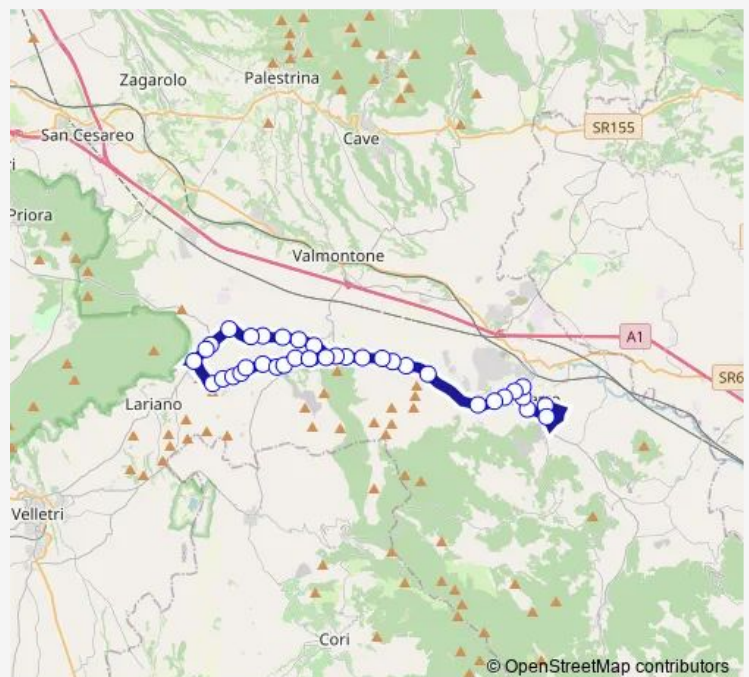 Zagarolo
Palestrina
San Cesareo
Cave
SR155
Priora
Valmontone
A1
SR6
Lariano
Velletri
Cori
© OpenStreetMap contributors